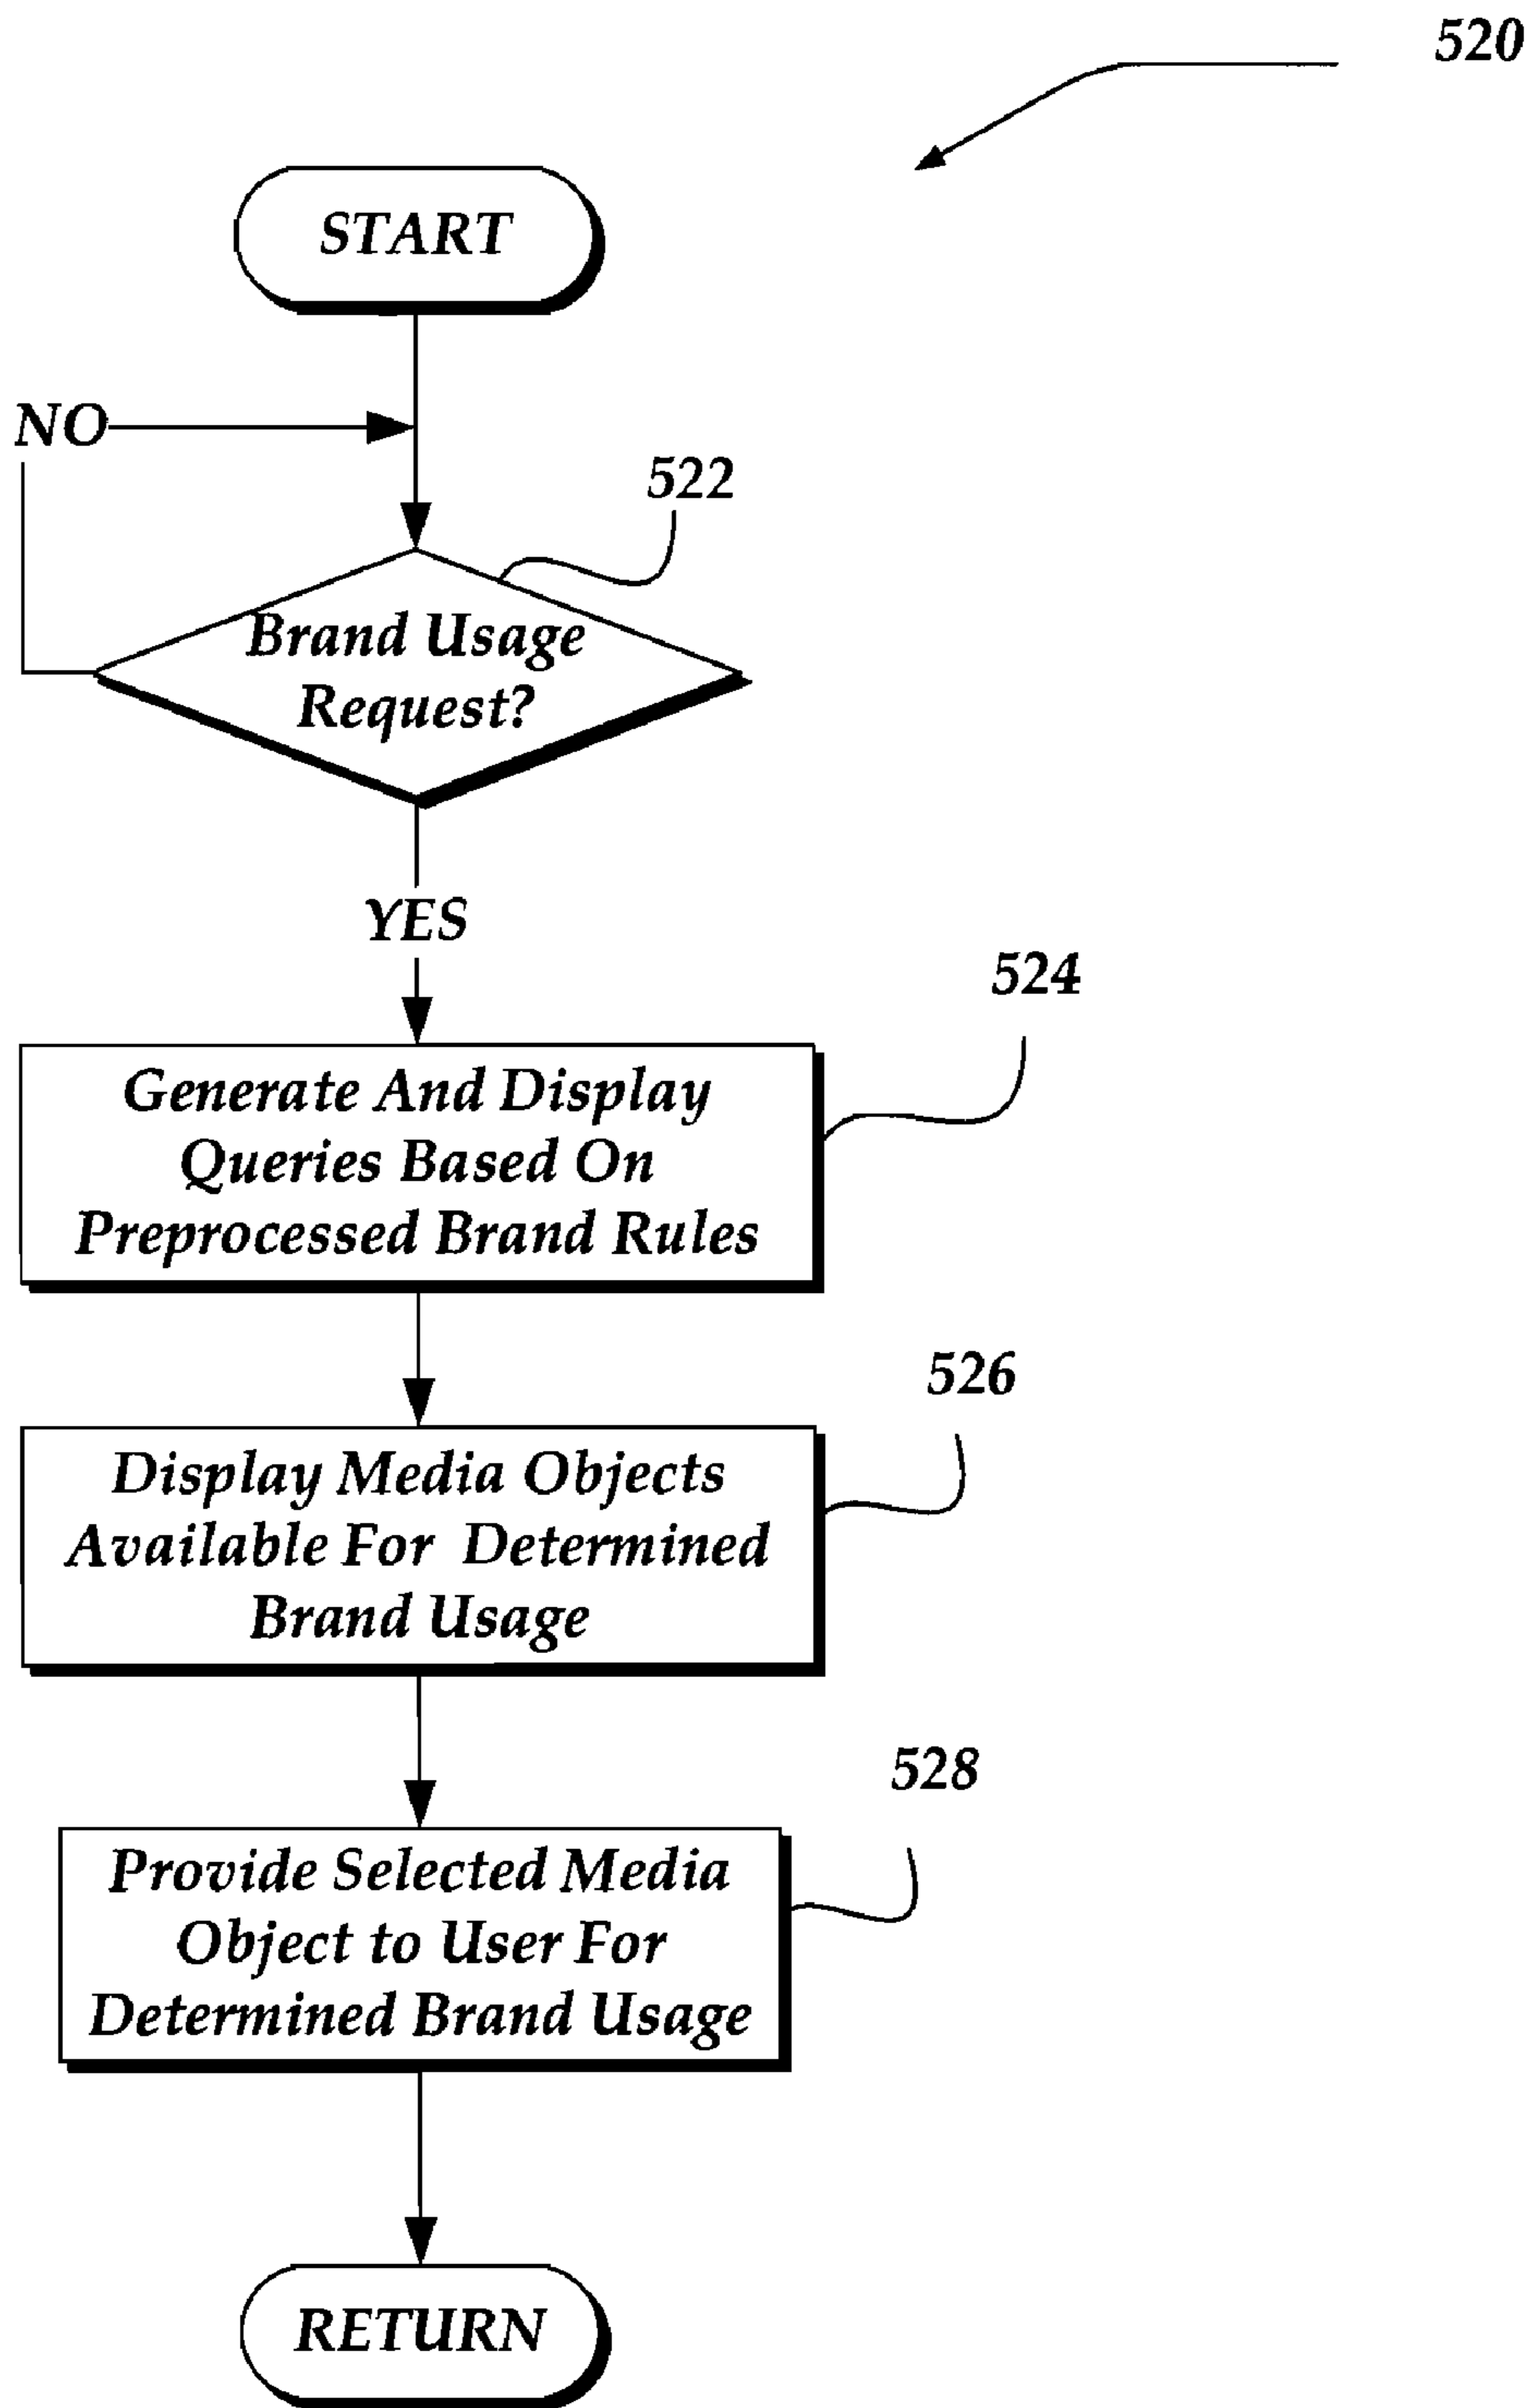 520
START
NO
522
Brand Usage
Request?
YES
524
Generate And Display
Queries Based On
Preprocessed Brand Rules
526
Display Media Objects
Available For Determined
Brand Usage
528
Provide Selected Media
Object to User For
Determined Brand Usage
RETURN